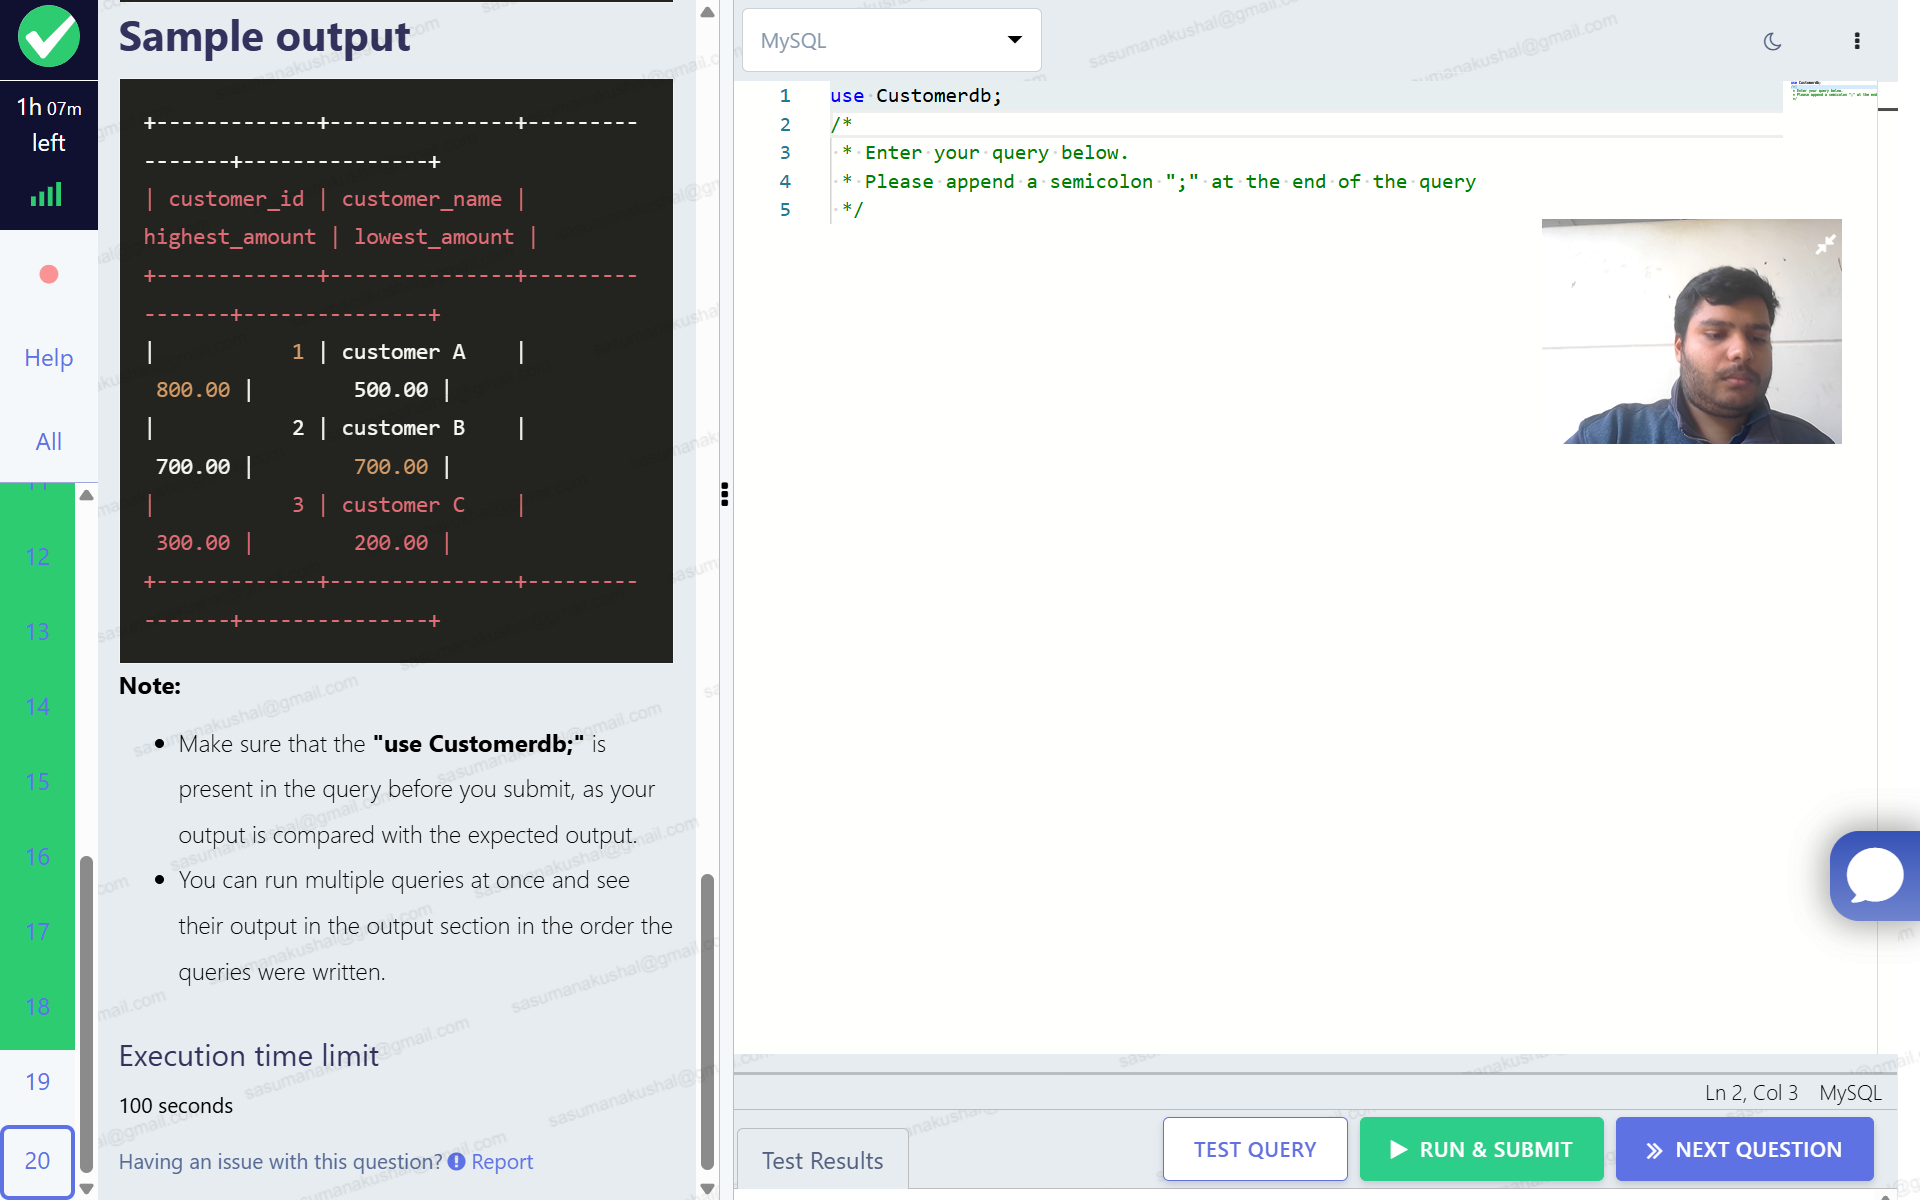 1h 07m
left
Help
All
12
13
14
15
16
17
18
19
20
Sample output
+-------------+---------------+---------
-------+---------------+
| customer_id | customer_name |
highest_amount | lowest_amount |
+-------------+---------------+---------
-------+---------------+
| 1 | customer A |
800.00 | 500.00 |
| 2 | customer B |
700.00 | 700.00 |
| 3 | customer C |
300.00 | 200.00 |
+-------------+---------------+---------
-------+---------------+
Note:
Make sure that the "use Customerdb;" is
present in the query before you submit, as your
output is compared with the expected output.
You can run multiple queries at once and see
their output in the output section in the order the
queries were written.
Execution time limit
100 seconds
Having an issue with this question? Report
MySQL
1 use Customerdb;
2 /*
3 * Enter your query below.
4 * Please append a semicolon ";" at the end of the query
5 */
Ln 2, Col 3 MySQL
Test Results
TEST QUERY
RUN & SUBMIT
NEXT QUESTION
sasumanakushal@gmail.com